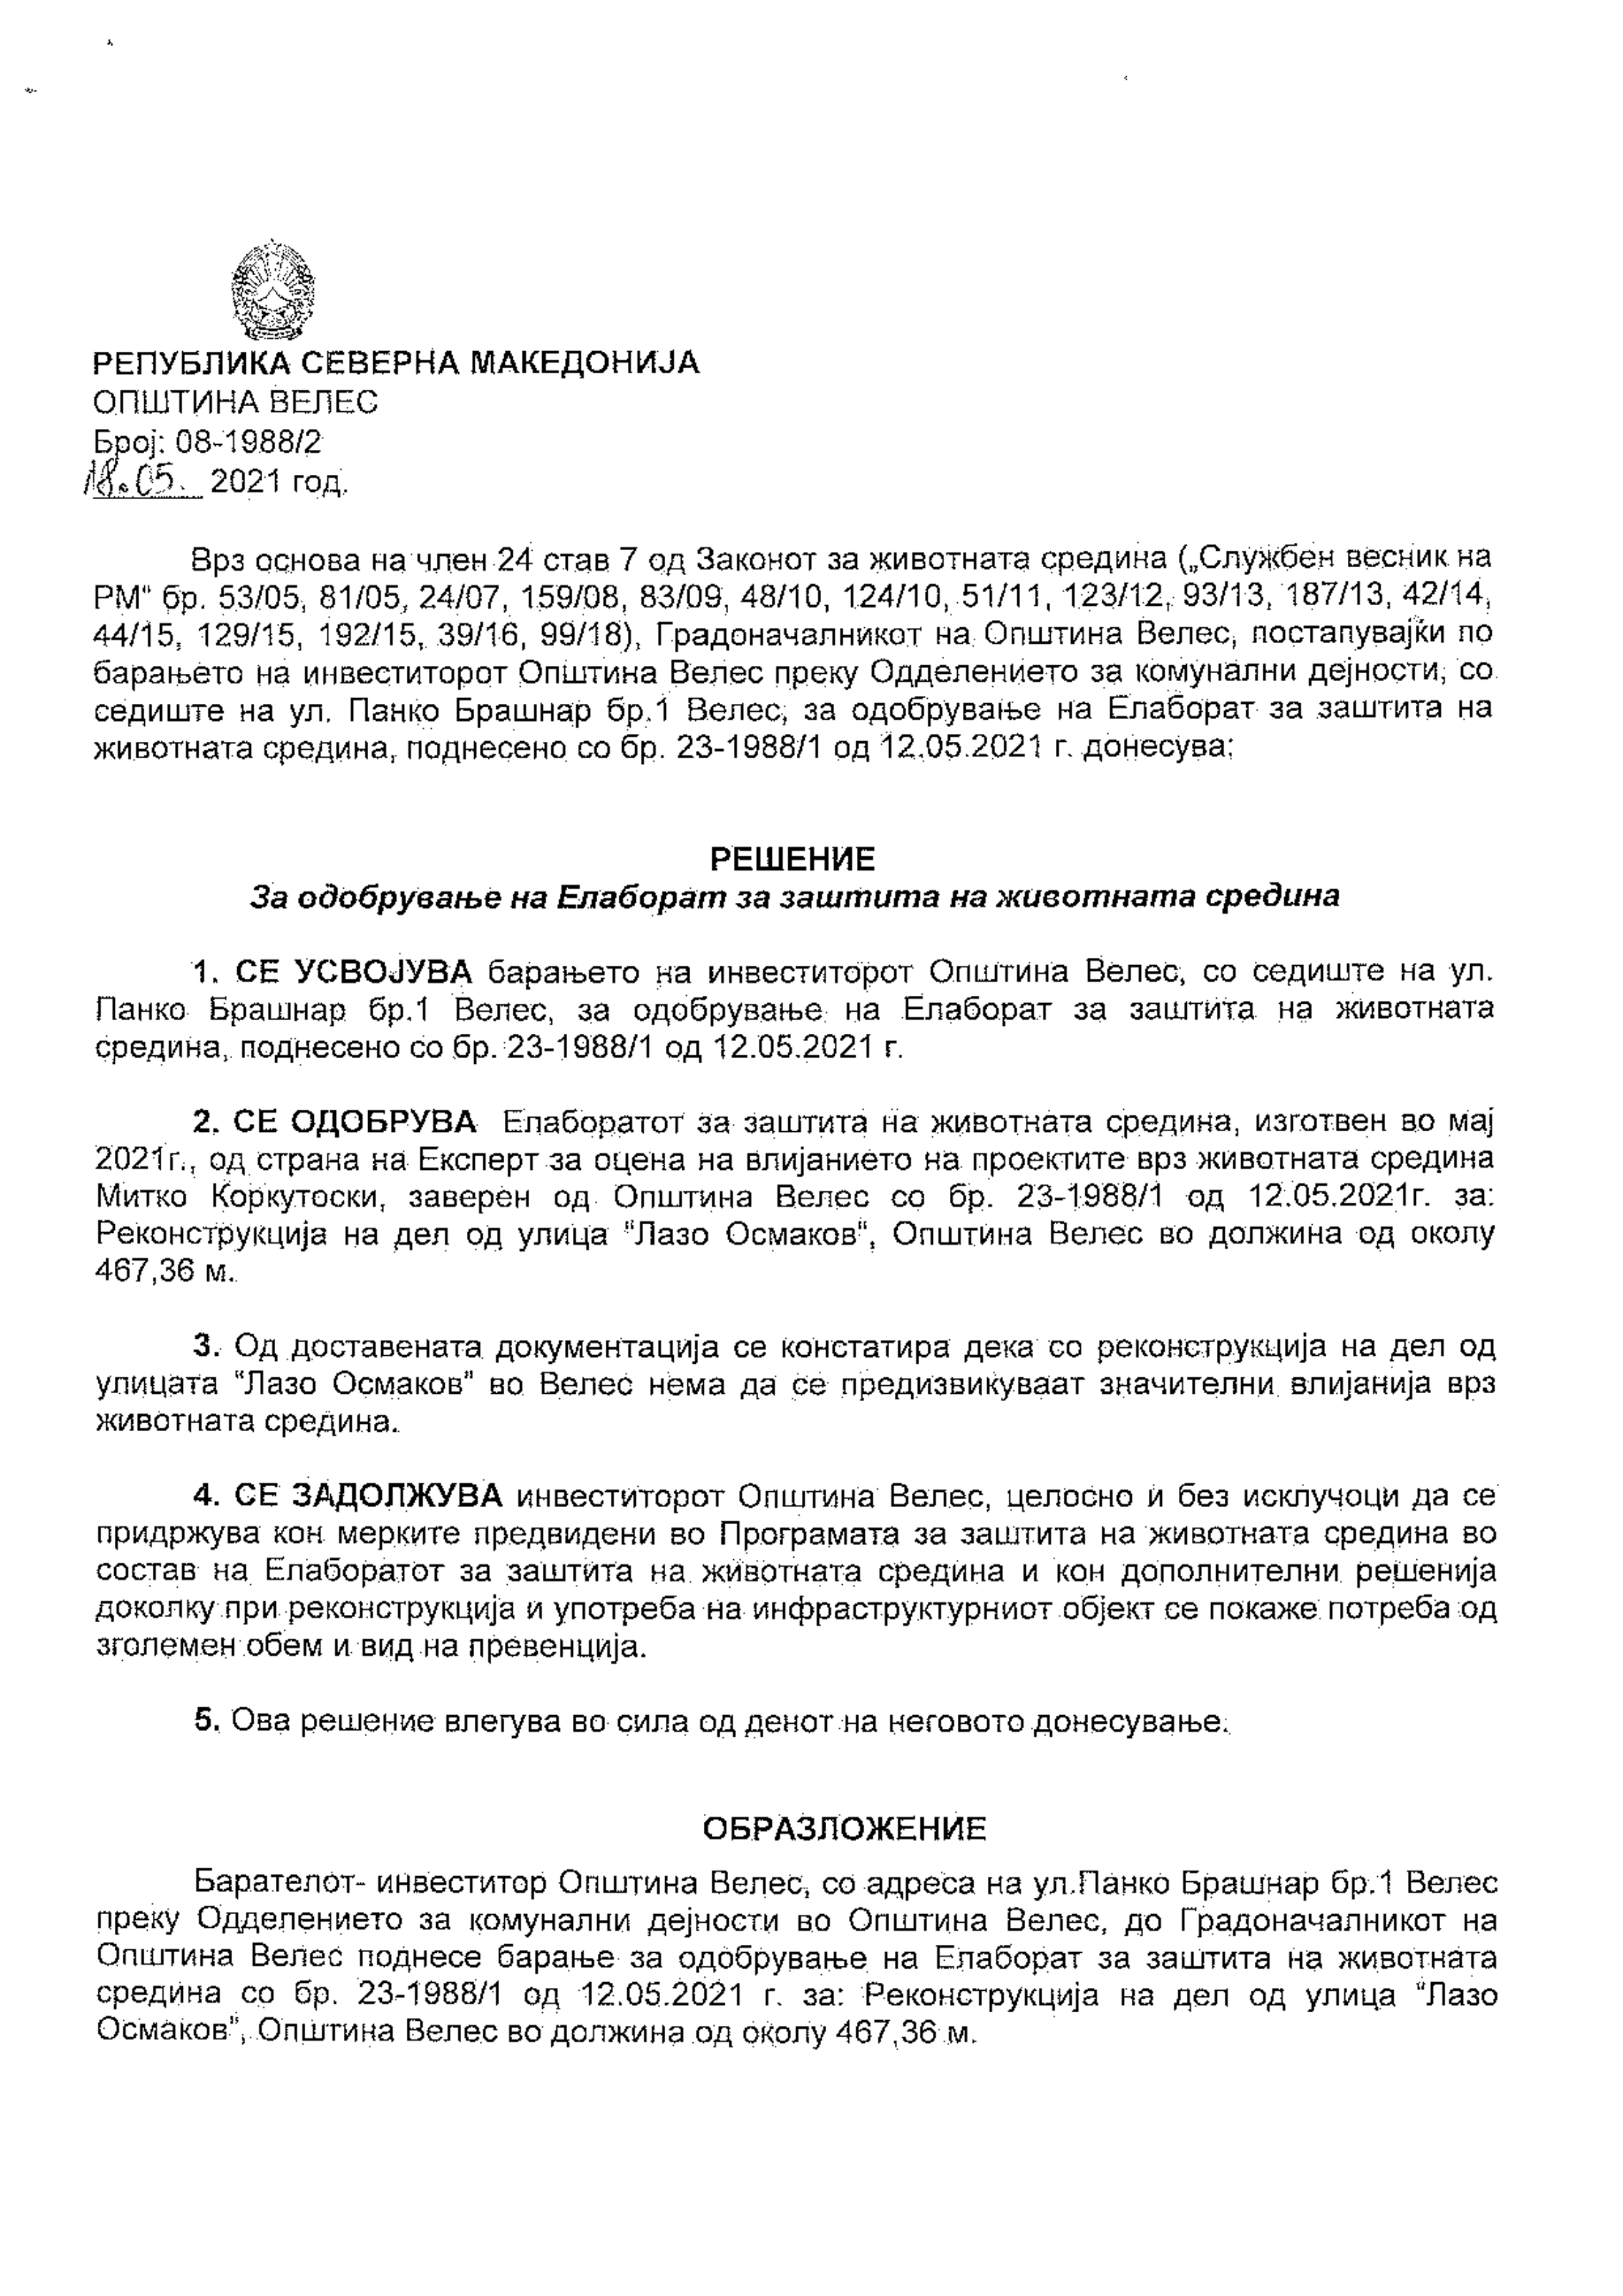 РЕПУБЛИКА СЕВЕРНА МАКЕДОНИЈА
ОПШТИНА ВЕЛЕС
Број: 08-1988/2
18.05. 2021 год.
Врз основа на член 24 став 7 од Законот за животната средина („Службен весник на
РМ“ бр. 53/05, 81/05, 24/07, 159/08, 83/09, 48/10, 124/10, 51/11, 123/12, 93/13, 187/13, 42/14,
44/15, 129/15, 192/15, 39/16, 99/18), Градоначалникот на Општина Велес, постапувајќи по
барањето на инвеститорот Општина Велес преку Одделението за комунални дејности, со
седиште на ул. Панко Брашнар бр.1 Велес, за одобрување на Елаборат за заштита на
животната средина, поднесено со бр. 23-1988/1 од 12.05.2021 г. донесува:
РЕШЕНИЕ
За одобрување на Елаборат за заштита на животната средина
1. СЕ УСВОЈУВА барањето на инвеститорот Општина Велес, со седиште на ул.
Панко Брашнар бр.1 Велес, за одобрување на Елаборат за заштита на животната
средина, поднесено со бр. 23-1988/1 од 12.05.2021 г.
2. СЕ ОДОБРУВА Елаборатот за заштита на животната средина, изготвен во мај
2021г., од страна на Експерт за оцена на влијанието на проектите врз животната средина
Митко Коркутоски, заверен од Општина Велес со бр. 23-1988/1 од 12.05.2021г. за:
Реконструкција на дел од улица "Лазо Осмаков", Општина Велес во должина од околу
467,36 м.
3. Од доставената документација се констатира дека со реконструкција на дел од
улицата "Лазо Осмаков" во Велес нема да се предизвикуваат значителни влијанија врз
животната средина.
4. СЕ ЗАДОЛЖУВА инвеститорот Општина Велес, целосно и без исклучоци да се
придржува кон мерките предвидени во Програмата за заштита на животната средина во
состав на Елаборатот за заштита на животната средина и кон дополнителни решенија
доколку при реконструкција и употреба на инфраструктурниот објект се покаже потреба од
зголемен обем и вид на превенција.
5. Ова решение влегува во сила од денот на неговото донесување.
ОБРАЗЛОЖЕНИЕ
Барателот- инвеститор Општина Велес, со адреса на ул.Панко Брашнар бр.1 Велес
преку Одделението за комунални дејности во Општина Велес, до Градоначалникот на
Општина Велес поднесе барање за одобрување на Елаборат за заштита на животната
средина со бр. 23-1988/1 од 12.05.2021 г. за: Реконструкција на дел од улица "Лазо
Осмаков", Општина Велес во должина од околу 467,36 м.